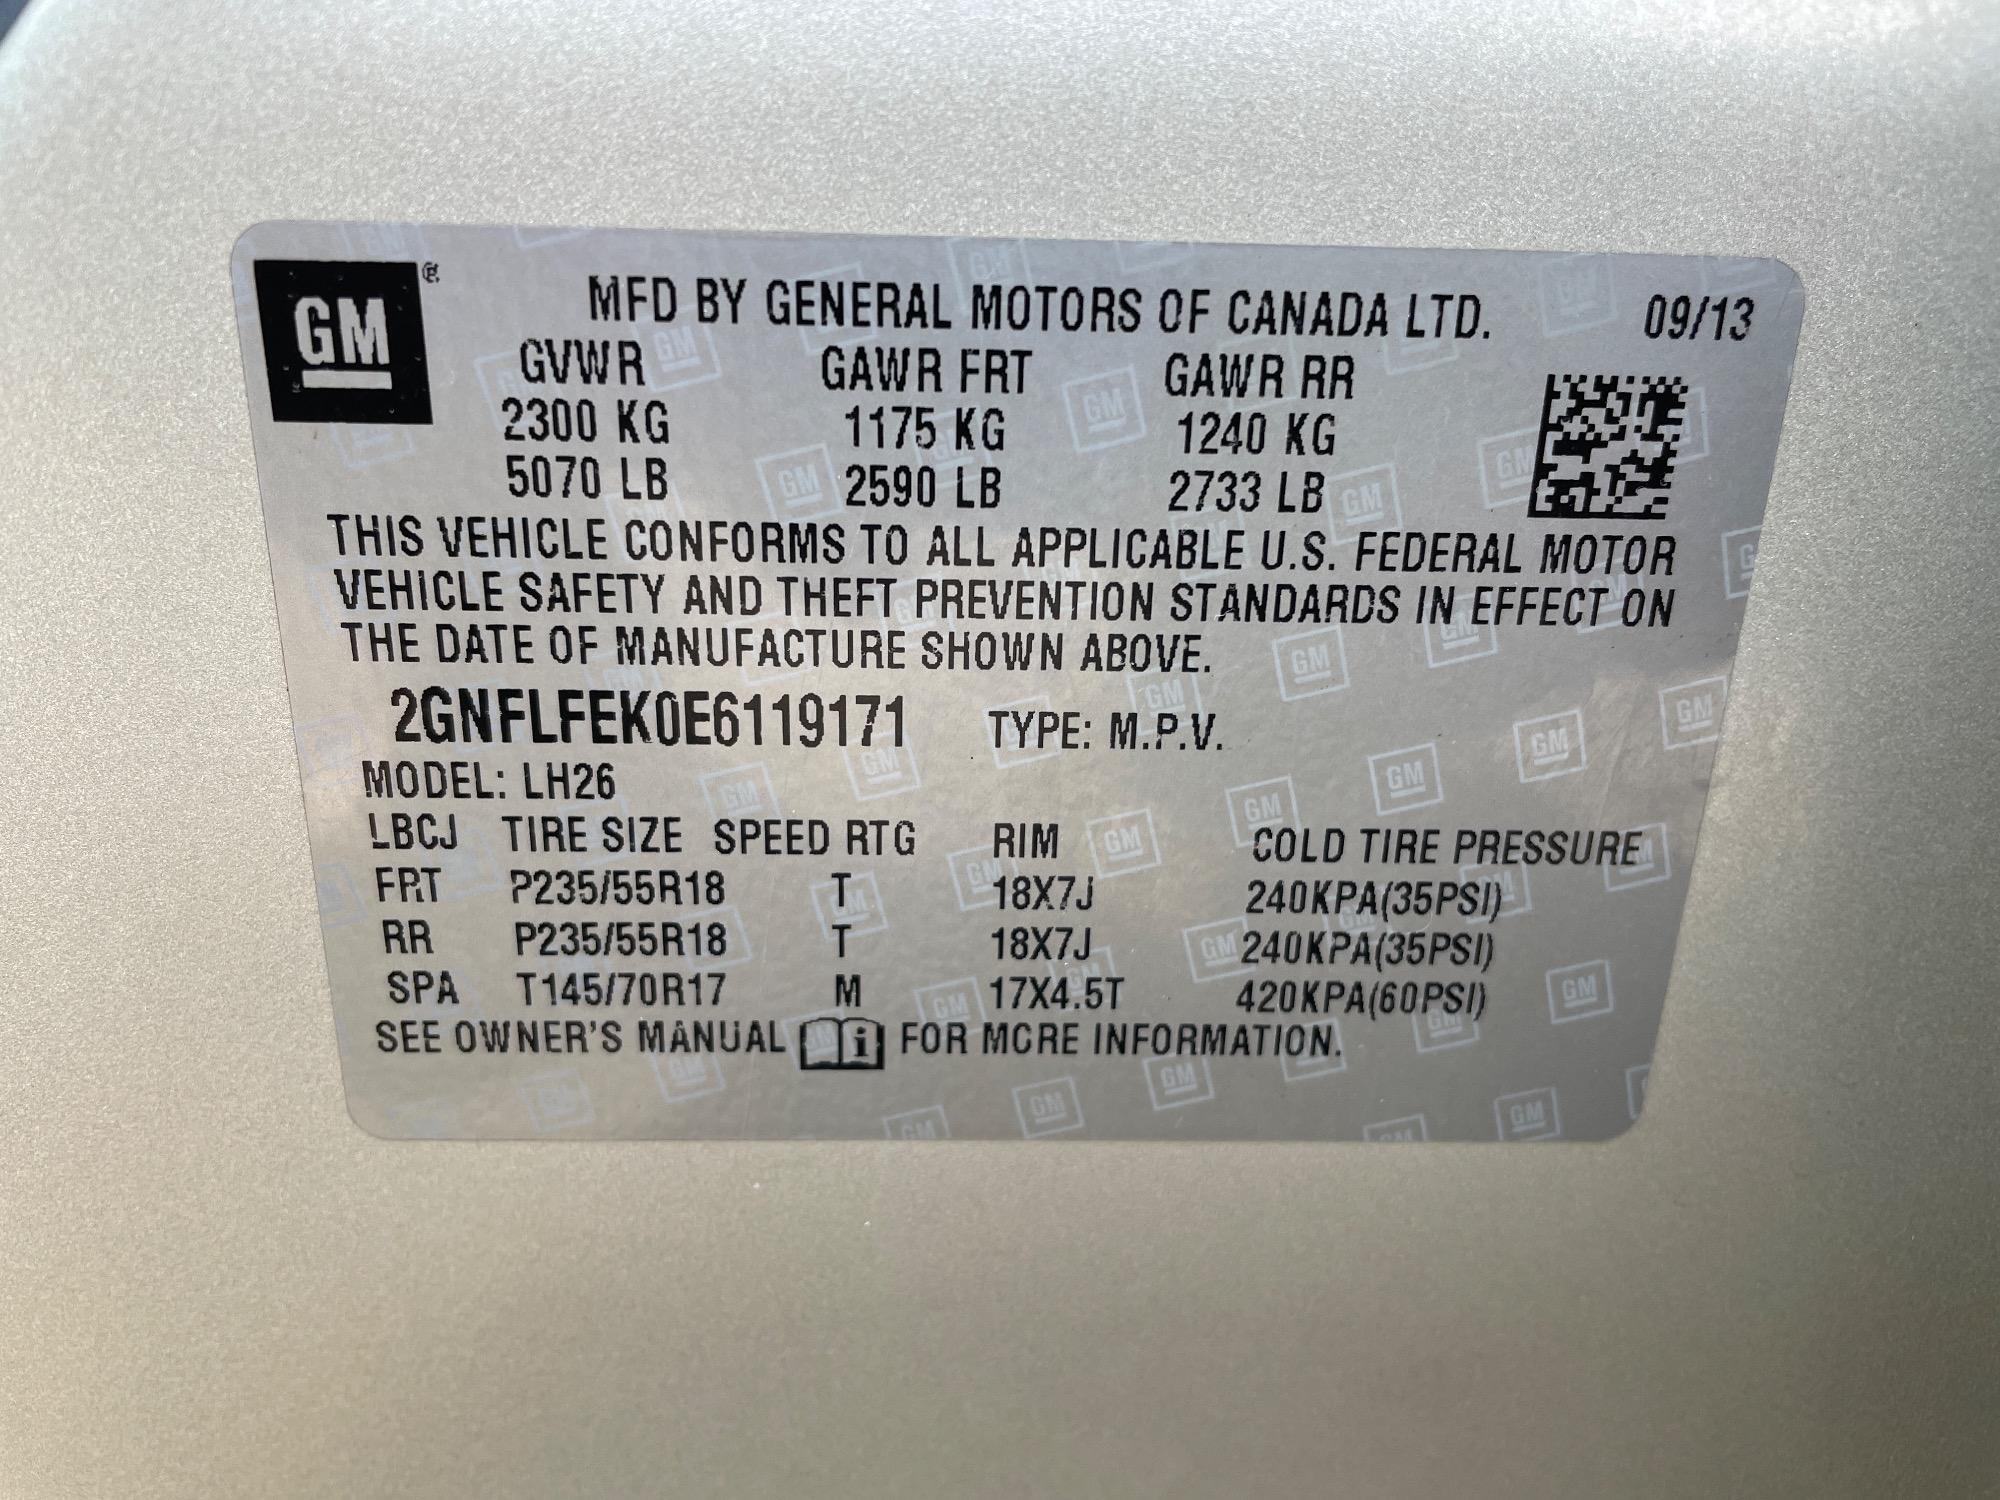 GM ®
MFD BY GENERAL MOTORS OF CANADA LTD. 09/13
GVWR GAWR FRT GAWR RR
2300 KG 1175 KG 1240 KG
5070 LB 2590 LB 2733 LB
THIS VEHICLE CONFORMS TO ALL APPLICABLE U.S. FEDERAL MOTOR
VEHICLE SAFETY AND THEFT PREVENTION STANDARDS IN EFFECT ON
THE DATE OF MANUFACTURE SHOWN ABOVE.
2GNFLFEK0E6119171 TYPE: M.P.V.
MODEL: LH26
LBCJ TIRE SIZE SPEED RTG RIM COLD TIRE PRESSURE
FRT P235/55R18 T 18X7J 240KPA(35PSI)
RR P235/55R18 T 18X7J 240KPA(35PSI)
SPA T145/70R17 M 17X4.5T 420KPA(60PSI)
SEE OWNER'S MANUAL i FOR MORE INFORMATION.